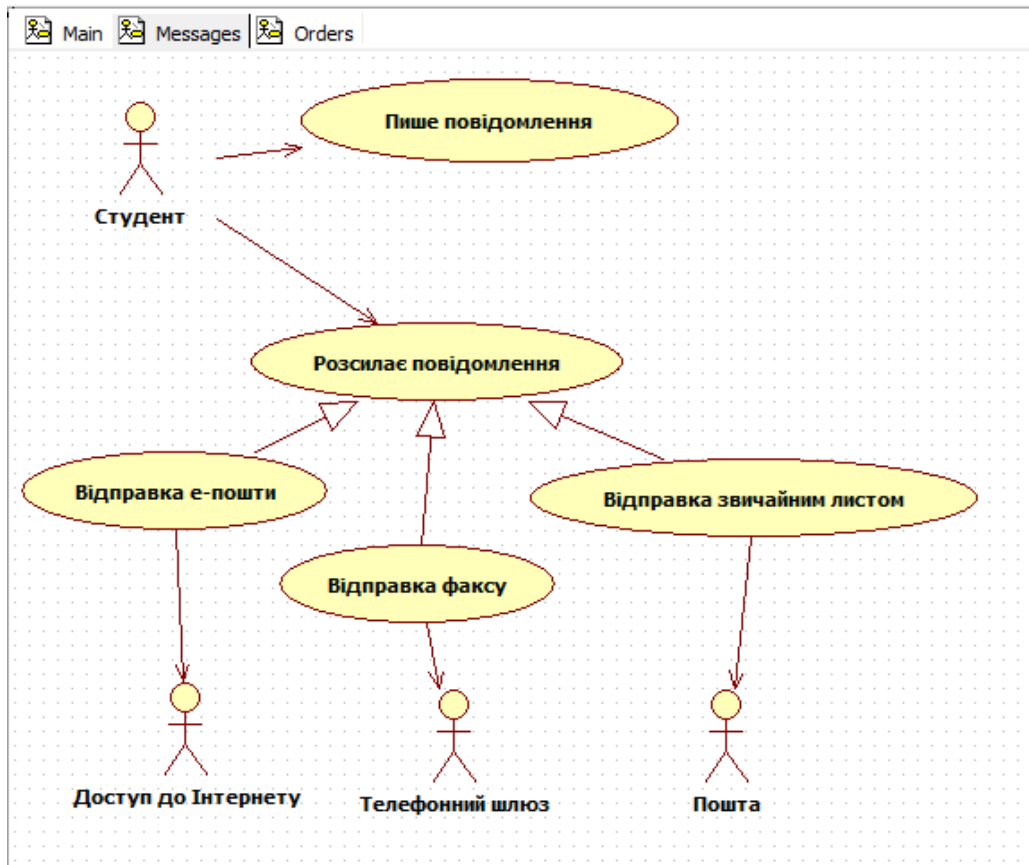 Main Messages Orders
Пише повідомлення
Студент
Розсилає повідомлення
Відправка е-пошти
Відправка звичайним листом
Відправка факсу
Доступ до Інтернету
Телефонний шлюз
Пошта